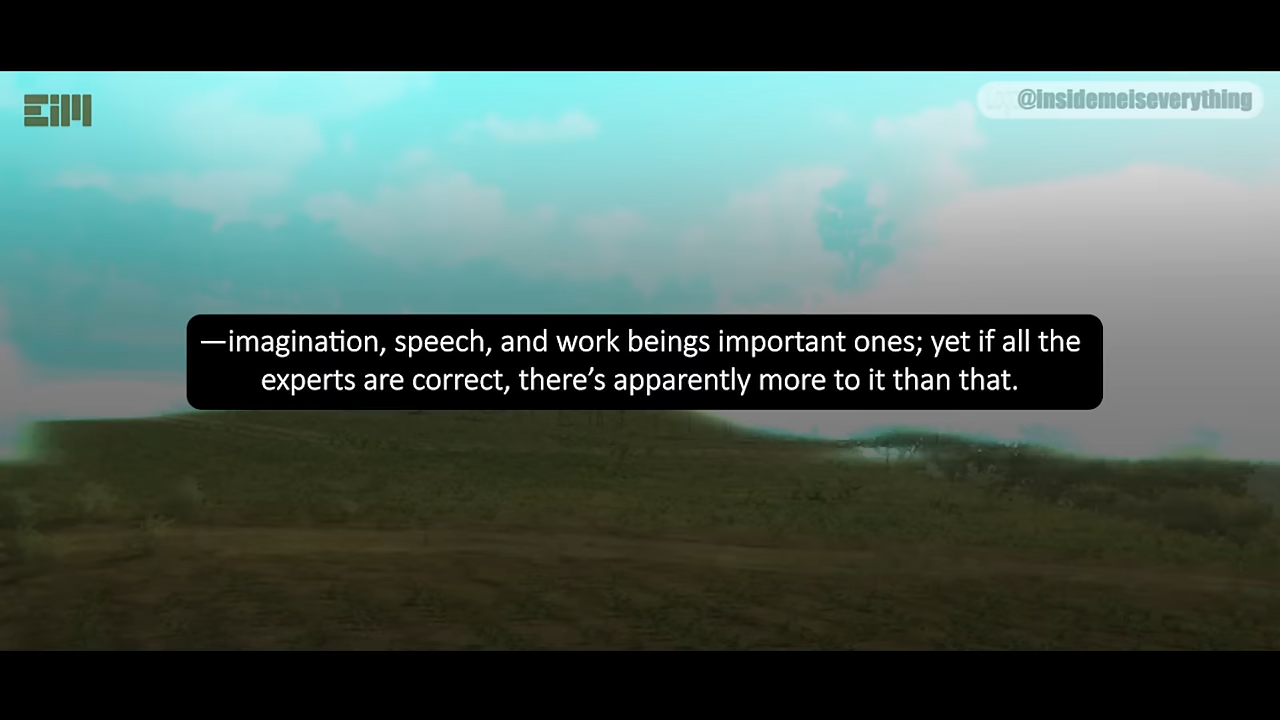 EiM
@insidemeiseverything
—imagination, speech, and work beings important ones; yet if all the
experts are correct, there’s apparently more to it than that.